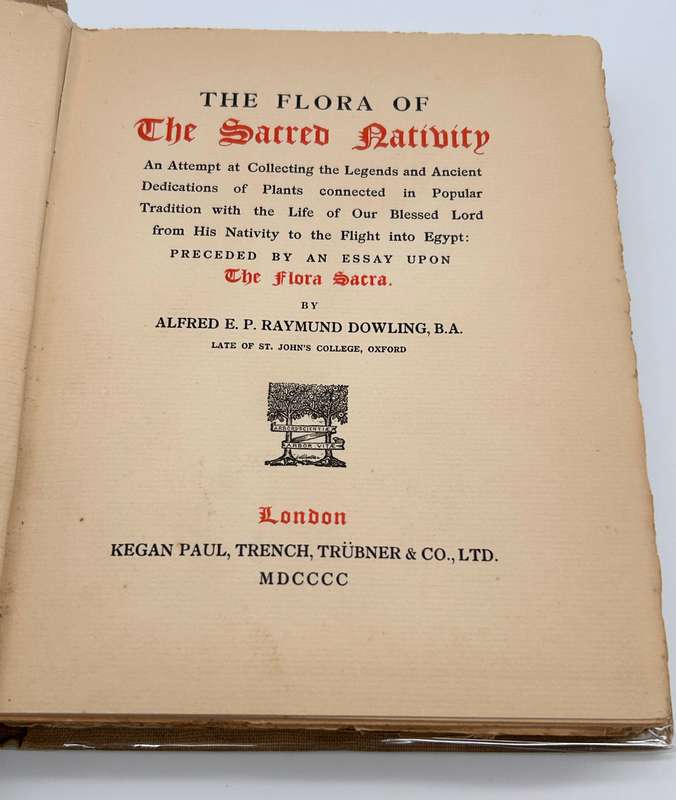 THE FLORA OF
The Sacred Nativity
An Attempt at Collecting the Legends and Ancient
Dedications of Plants connected in Popular
Tradition with the Life of Our Blessed Lord
from His Nativity to the Flight into Egypt:
PRECEDED BY AN ESSAY UPON
The Flora Sacra.
BY
ALFRED E. P. RAYMUND DOWLING, B.A.
LATE OF ST. JOHN'S COLLEGE, OXFORD
ARBOR SCIENTIÆ
ARBOR VITÆ
London
KEGAN PAUL, TRENCH, TRÜBNER & CO., LTD.
MDCCCC